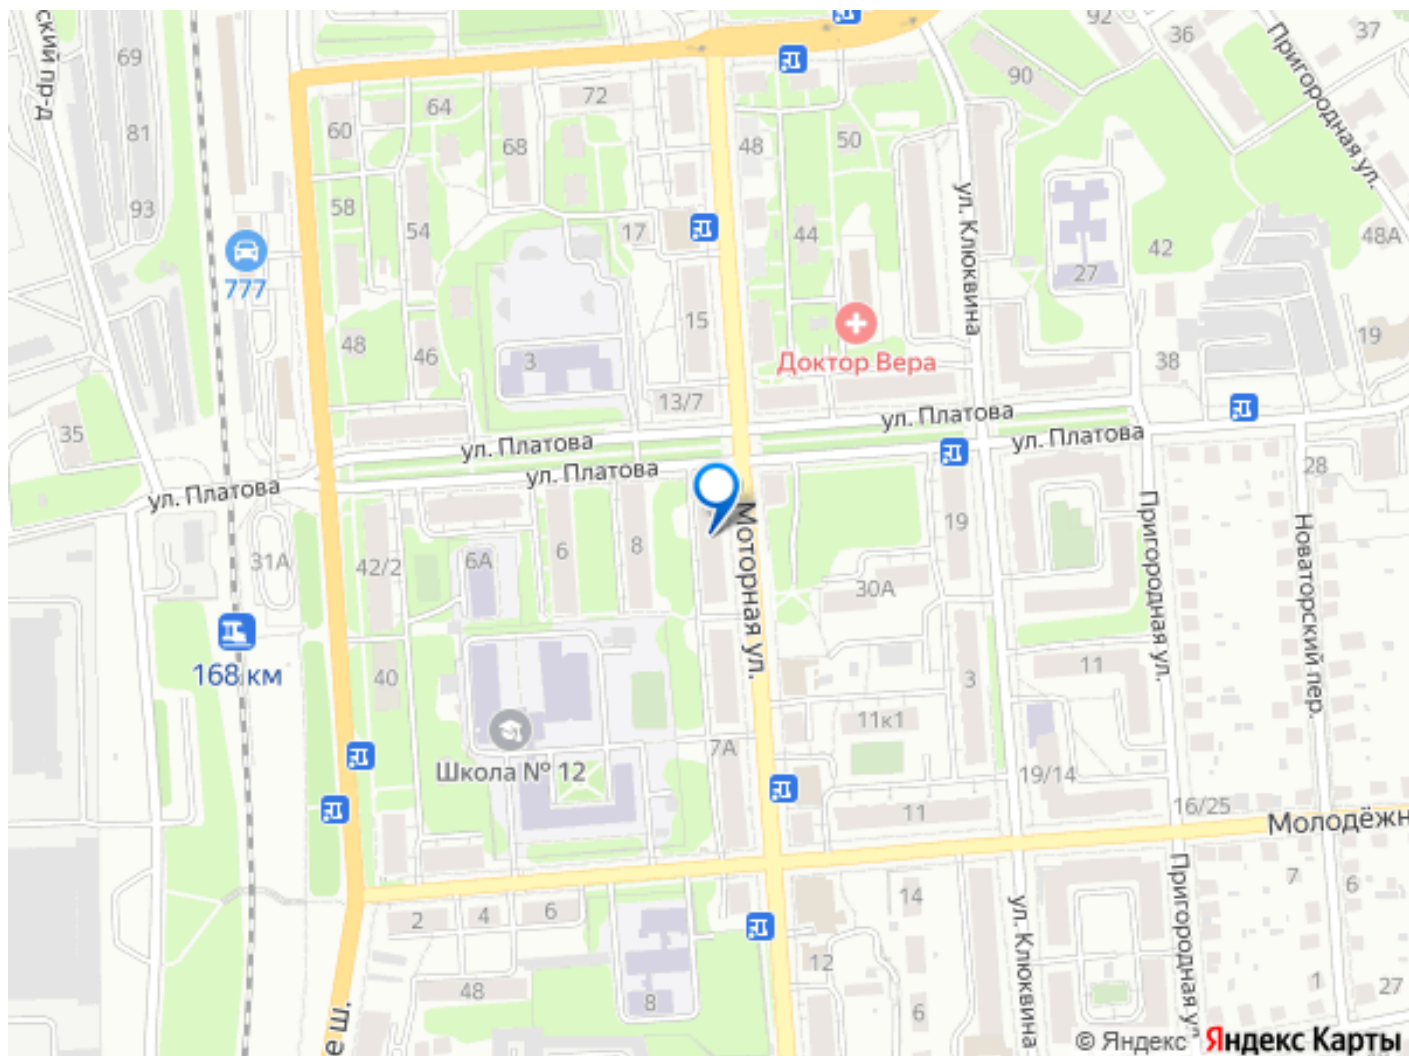 ский пр-д
69
81
93
35
60
64
72
68
58
54
48
46
17
15
3
13/7
48
50
44
92
36
37
90
Пригородная ул.
48А
42
27
38
19
28
777
Доктор Вера
ул. Клюквина
ул. Платова
ул. Платова
ул. Платова
ул. Платова
ул. Платова
31А
42/2
6А
6
8
40
168 км
Школа № 12
7А
Моторная ул.
30А
19
3
11к1
11
11
19/14
16/25
Пригородная ул.
Новаторский пер.
Молодёжн
2
4
6
48
8
14
12
6
ул. Клюквина
Пригородная ул.
7
6
1
27
е ш.
© Яндекс Яндекс Карты